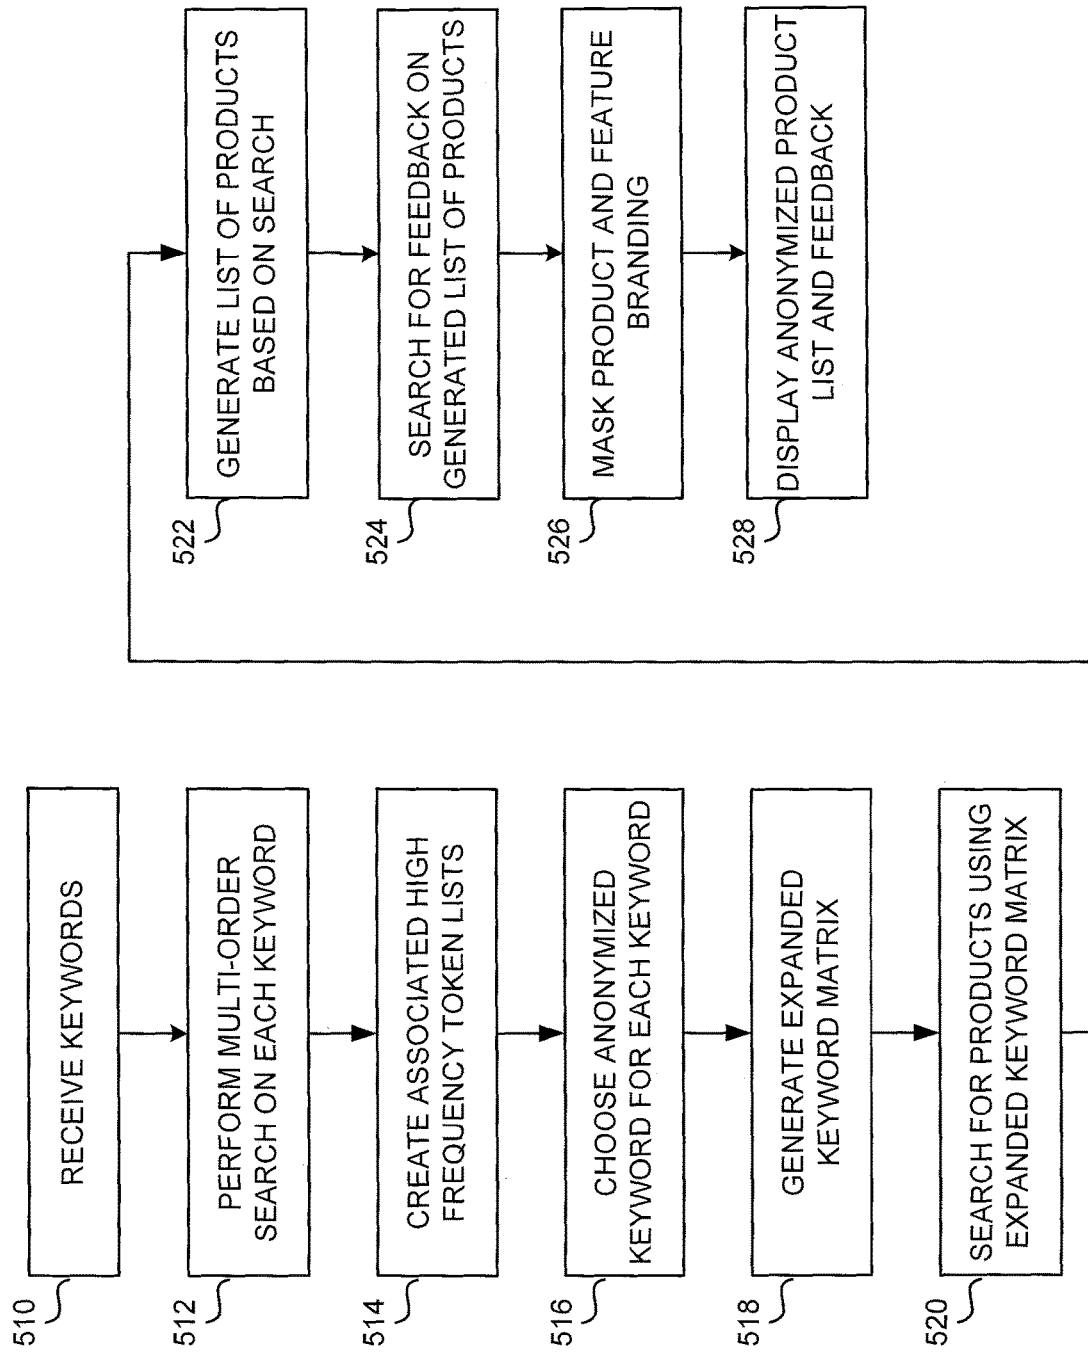 510
RECEIVE KEYWORDS
512
PERFORM MULTI-ORDER
SEARCH ON EACH KEYWORD
514
CREATE ASSOCIATED HIGH
FREQUENCY TOKEN LISTS
516
CHOOSE ANONYMIZED
KEYWORD FOR EACH KEYWORD
518
GENERATE EXPANDED
KEYWORD MATRIX
520
SEARCH FOR PRODUCTS USING
EXPANDED KEYWORD MATRIX
522
GENERATE LIST OF PRODUCTS
BASED ON SEARCH
524
SEARCH FOR FEEDBACK ON
GENERATED LIST OF PRODUCTS
526
MASK PRODUCT AND FEATURE
BRANDING
528
DISPLAY ANONYMIZED PRODUCT
LIST AND FEEDBACK